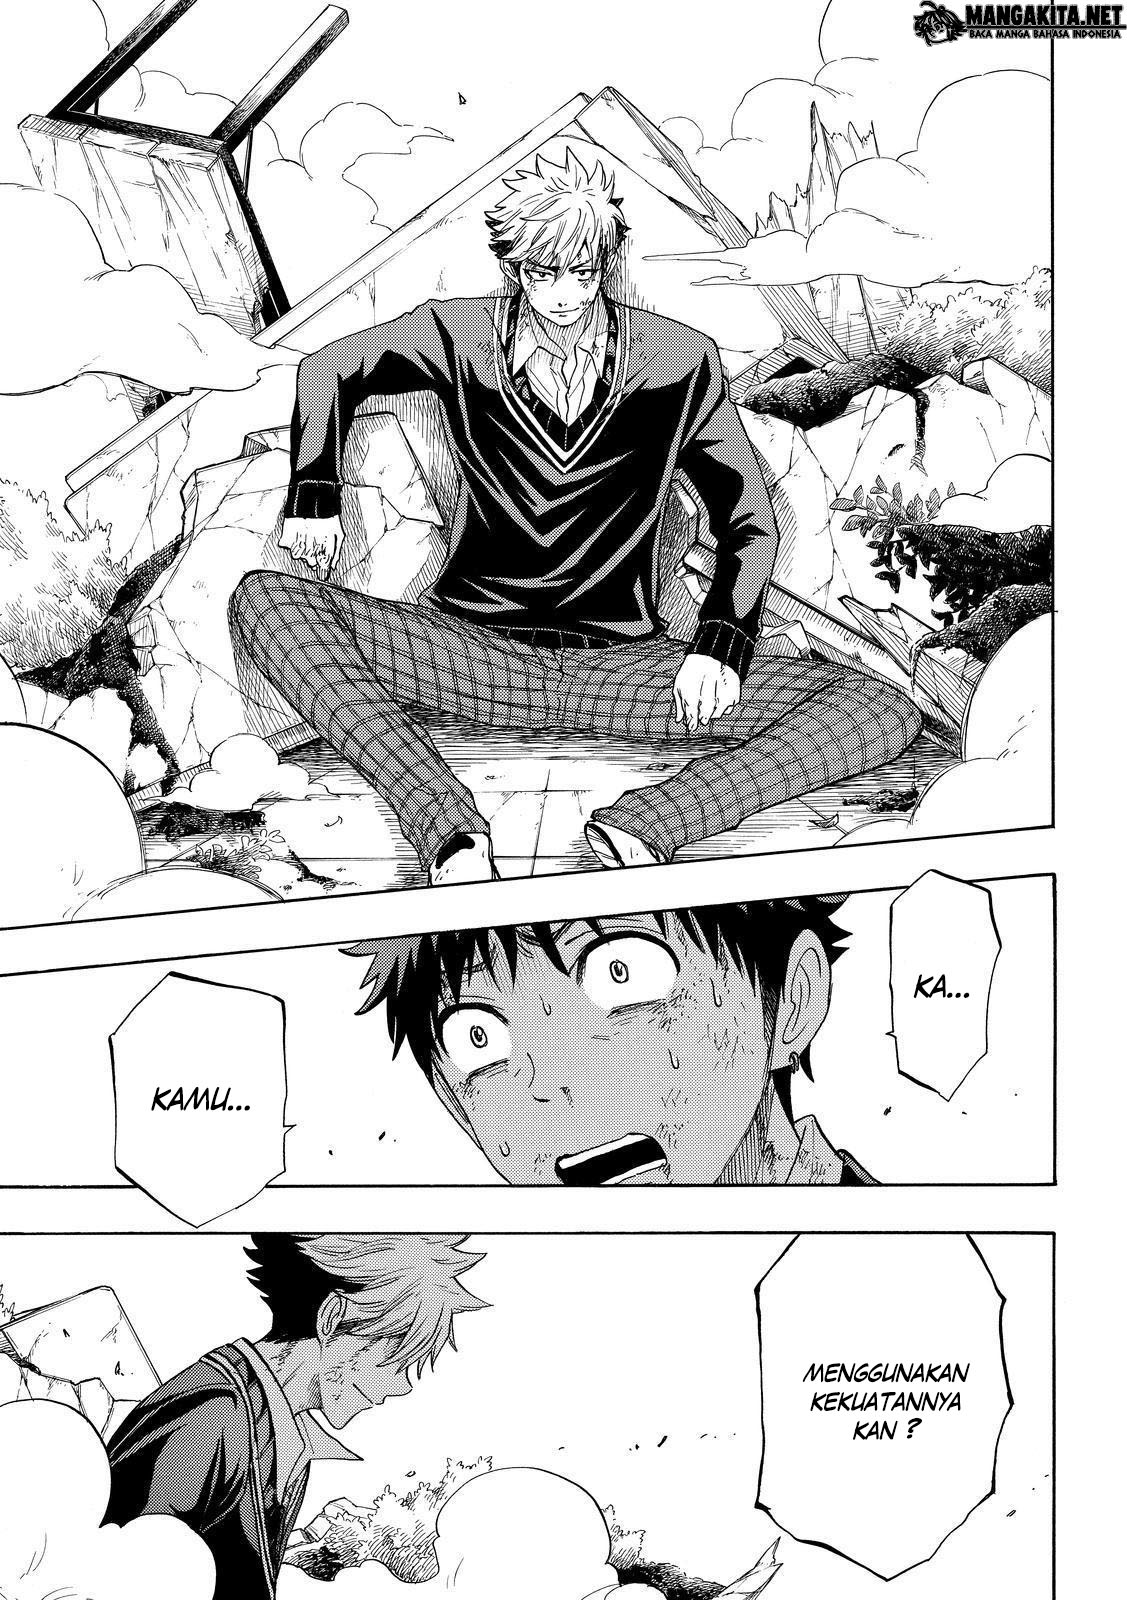 MANGAKITA.NET
BACA MANGA BAHASA INDONESIA
KA...
KAMU...
MENGGUNAKAN
KEKUATANNYA
KAN ?